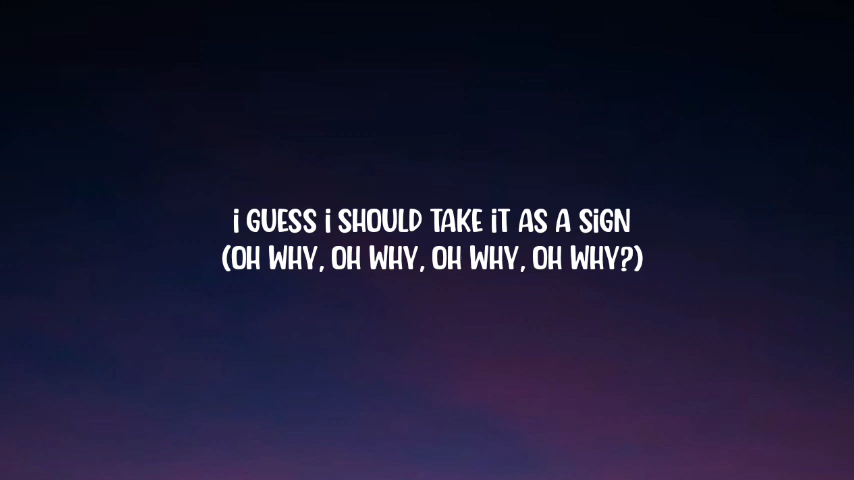 i GUESS i SHOULD TAKE iT AS A SiGN
(OH WHY, OH WHY, OH WHY, OH WHY?)